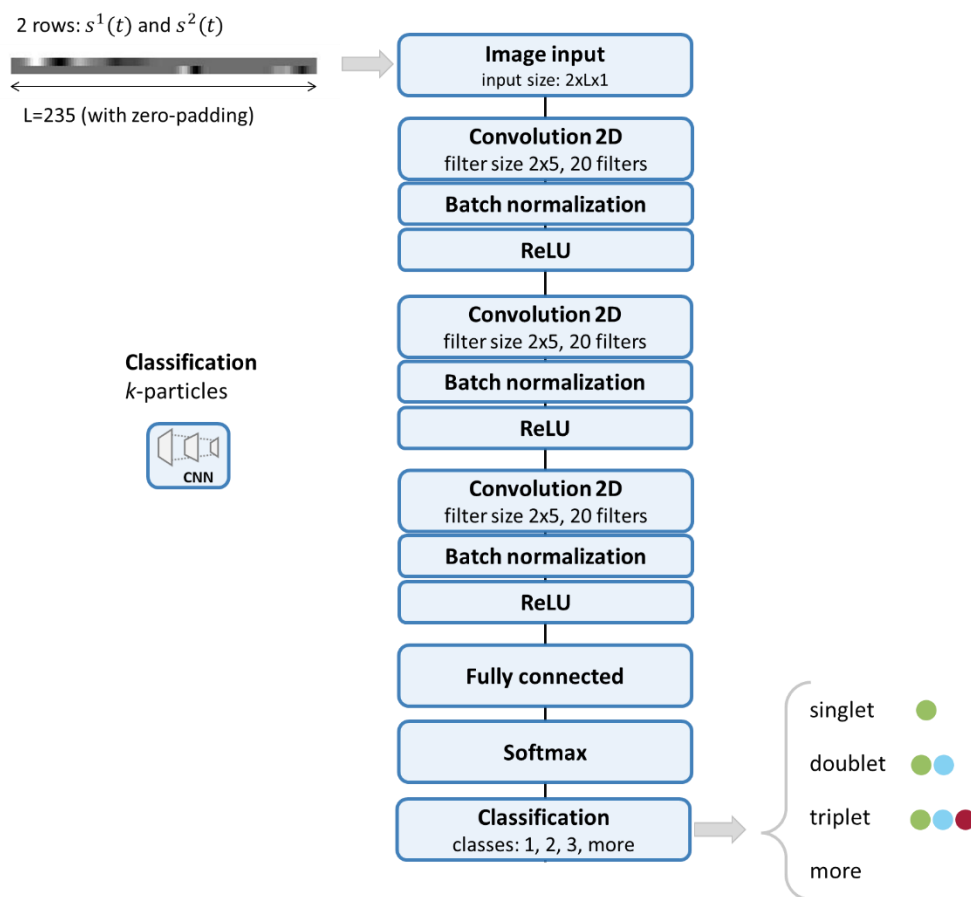 2 rows: s¹(t) and s²(t)
L=235 (with zero-padding)
Image input
input size: 2xLx1
Convolution 2D
filter size 2x5, 20 filters
Batch normalization
ReLU
Convolution 2D
filter size 2x5, 20 filters
Batch normalization
ReLU
Classification
k-particles
CNN
Convolution 2D
filter size 2x5, 20 filters
Batch normalization
ReLU
Fully connected
Softmax
Classification
classes: 1, 2, 3, more
singlet
doublet
triplet
more